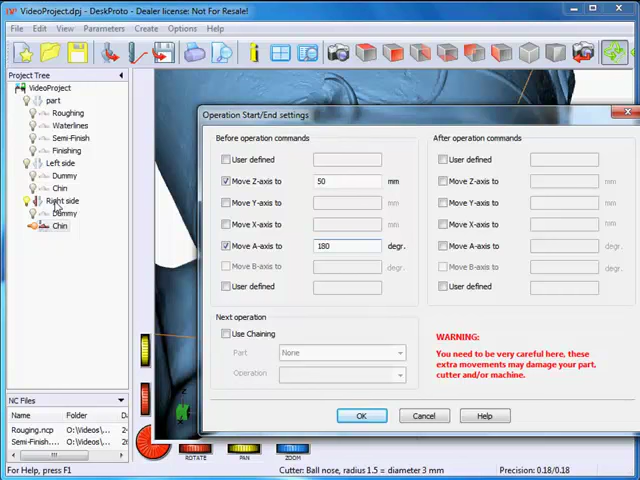 VideoProject.dpj - DeskProto - Dealer license: Not For Resale!
File Edit View Parameters Create Options Help
Project Tree
VideoProject
part
Roughing
Waterlines
Semi-Finish
Finishing
Left side
Dummy
Chin
Right side
Dummy
Chin
NC Files
Name Folder D
Rouging.ncp O:\Videos\ 2
Semi-Finish... O:\Videos\
Operation Start/End settings
Before operation commands
User defined
Move Z-axis to 50 mm
Move Y-axis to mm
Move X-axis to mm
Move A-axis to 180 degr.
Move B-axis to degr.
User defined
After operation commands
User defined
Move Z-axis to mm
Move Y-axis to mm
Move X-axis to mm
Move A-axis to degr.
Move B-axis to degr.
User defined
Next operation
Use Chaining
Part None
Operation
WARNING:
You need to be very careful here, these
extra movements may damage your part,
cutter and/or machine.
OK Cancel Help
ROTATE PAN ZOOM
For Help, press F1 Cutter: Ball nose, radius 1.5 = diameter 3 mm Precision: 0.18/0.18